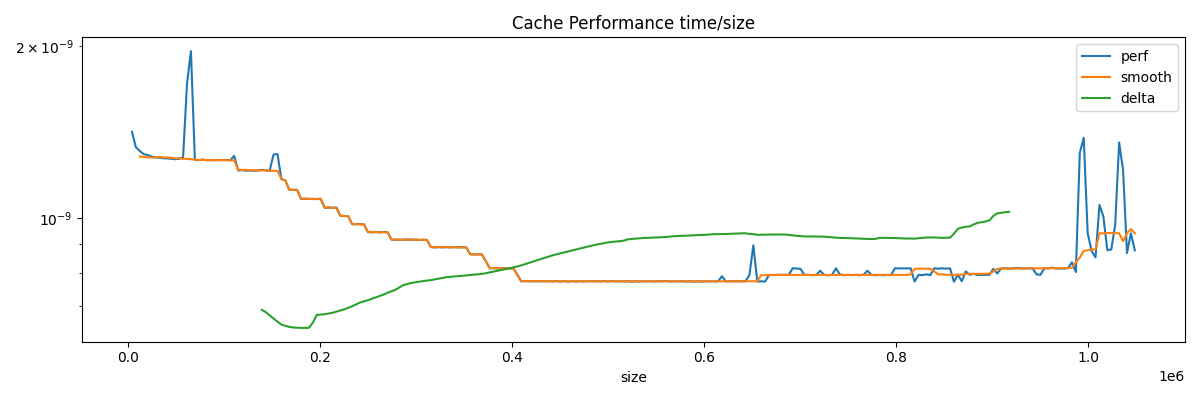 Cache Performance time/size
2 × 10⁻⁹
10⁻⁹
perf
smooth
delta
0.0 0.2 0.4 0.6 0.8 1.0
size
1e6